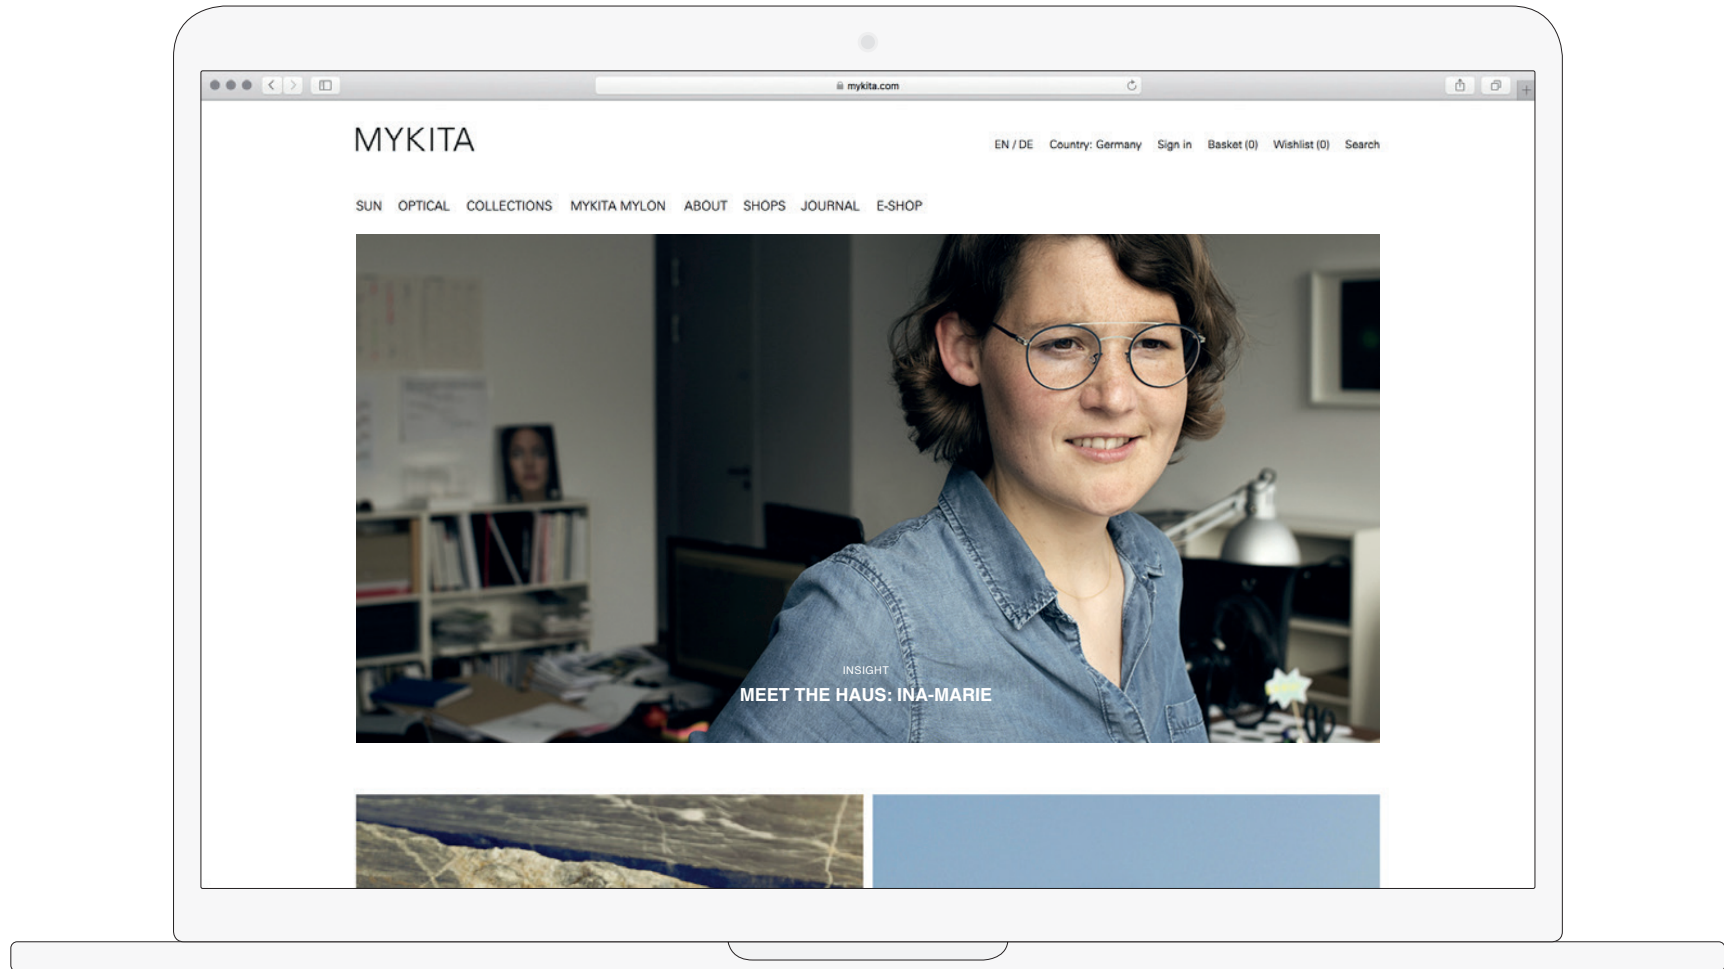 mykita.com
MYKITA
EN / DE Country: Germany Sign in Basket (0) Wishlist (0) Search
SUN OPTICAL COLLECTIONS MYKITA MYLON ABOUT SHOPS JOURNAL E-SHOP
INSIGHT
MEET THE HAUS: INA-MARIE